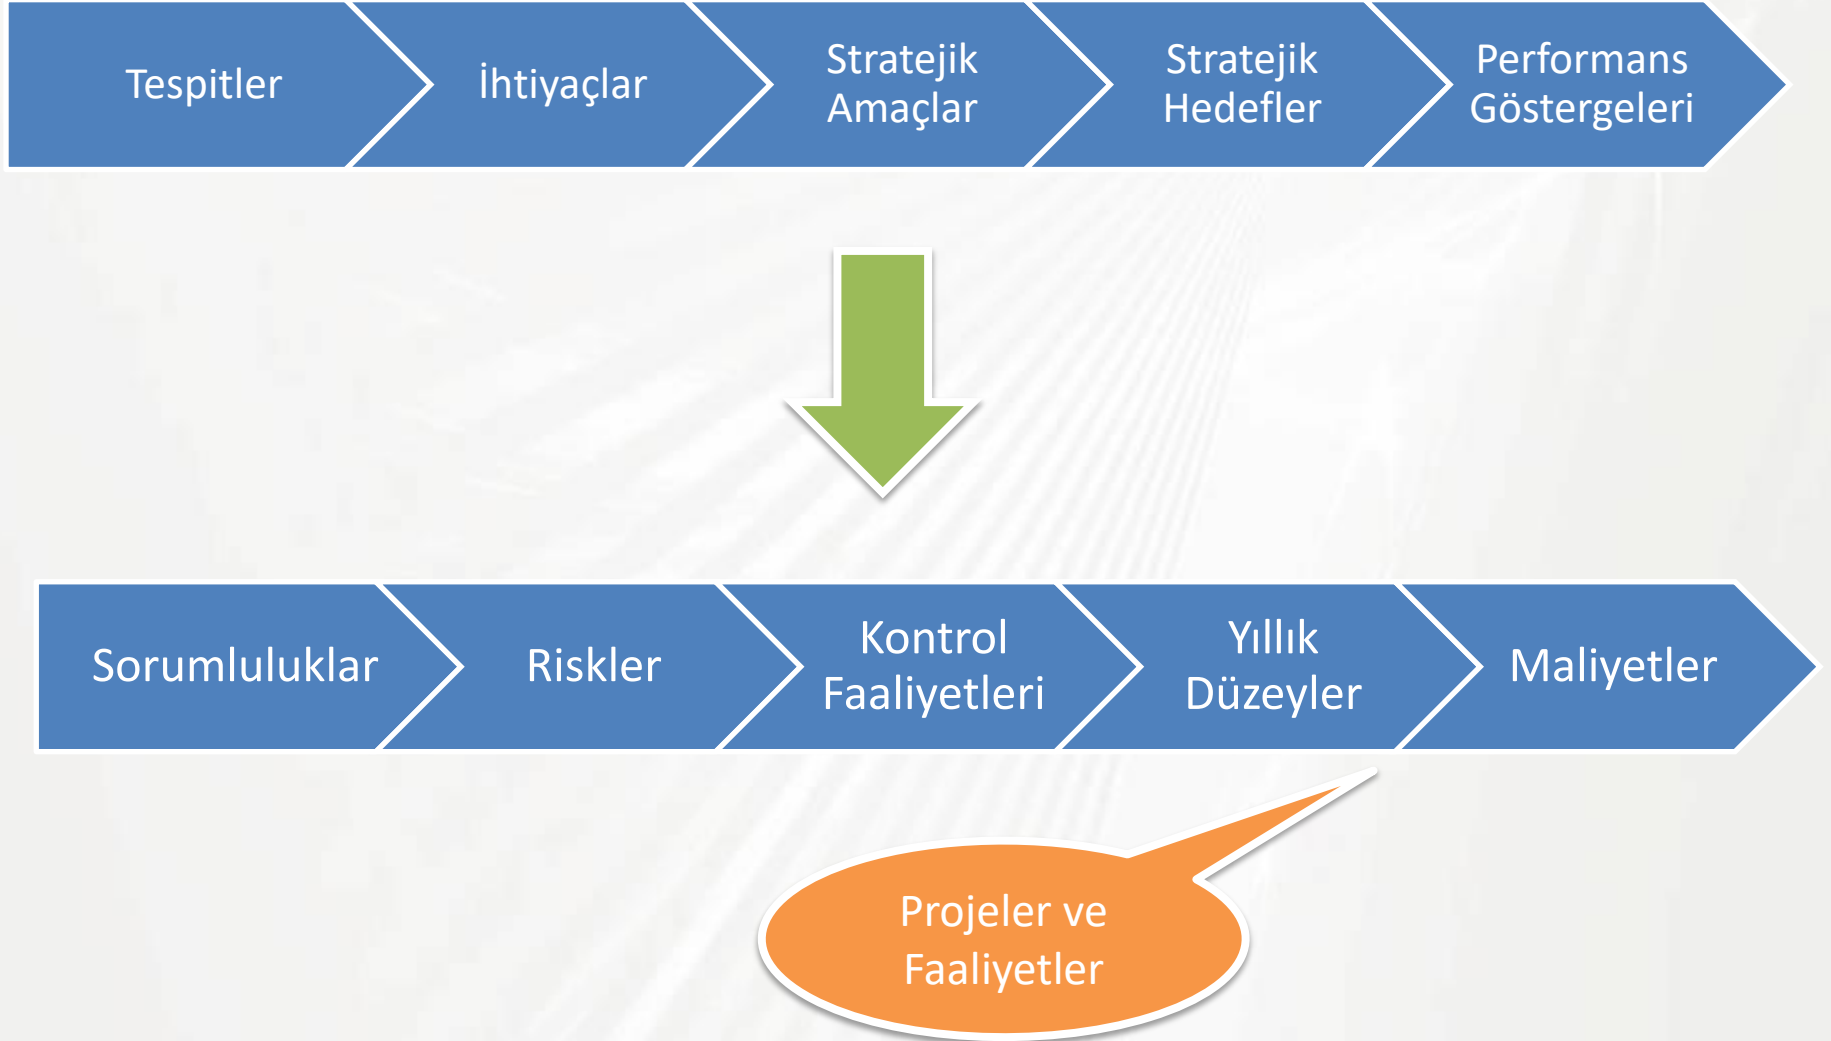 Tespitler
İhtiyaçlar
Stratejik
Amaçlar
Stratejik
Hedefler
Performans
Göstergeleri
Sorumluluklar
Riskler
Kontrol
Faaliyetleri
Yıllık
Düzeyler
Maliyetler
Projeler ve
Faaliyetler